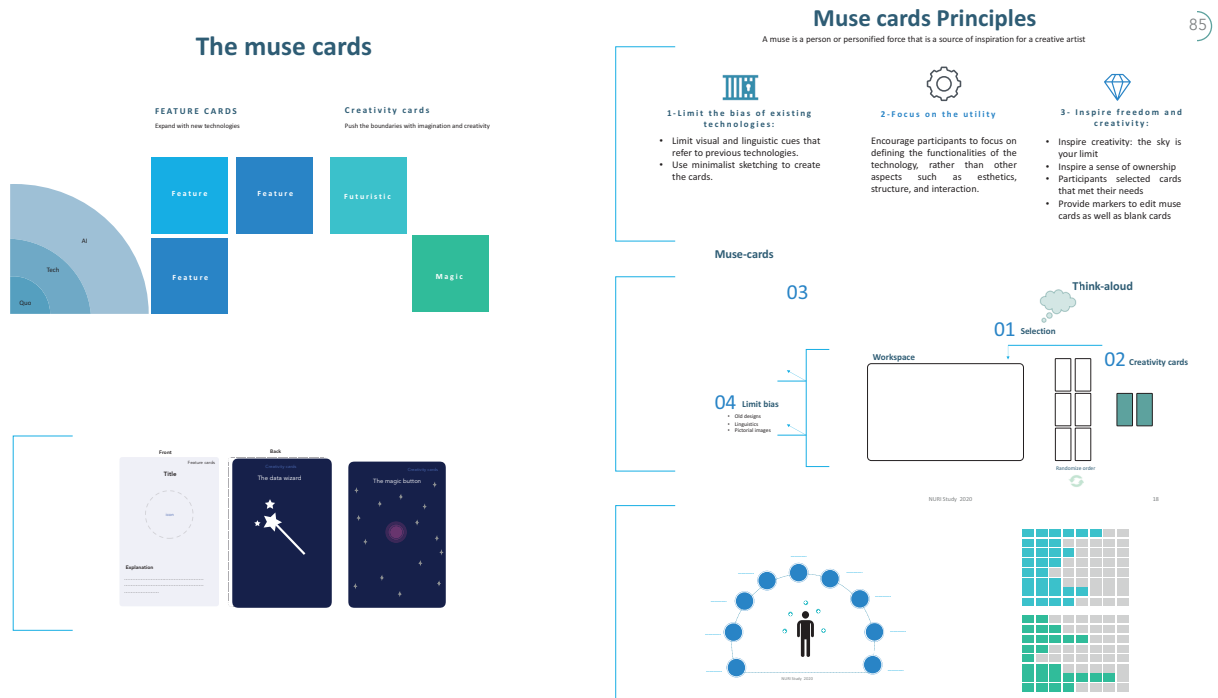 The muse cards
FEATURE CARDS
Expand with new technologies
Creativity cards
Push the boundaries with imagination and creativity
Feature
Feature
Futuristic
Feature
Magic
AI
Tech
Quo
Front
Feature cards
Title
Explanation
Back
Creativity cards
The data wizard
Creativity cards
The magic button
Muse cards Principles
85
A muse is a person or personified force that is a source of inspiration for a creative artist
1-Limit the bias of existing
technologies:
• Limit visual and linguistic cues that
refer to previous technologies.
• Use minimalist sketching to create
the cards.
2-Focus on the utility
Encourage participants to focus on
defining the functionalities of the
technology, rather than other
aspects such as esthetics,
structure, and interaction.
3- Inspire freedom and
creativity:
• Inspire creativity: the sky is
your limit
• Inspire a sense of ownership
• Participants selected cards
that met their needs
• Provide markers to edit muse
cards as well as blank cards
Muse-cards
03
Think-aloud
01 Selection
02 Creativity cards
Workspace
04 Limit bias
• Old designs
• Linguistics
• Pictorial images
Randomize order
NURI Study 2020
18
NURI Study 2020